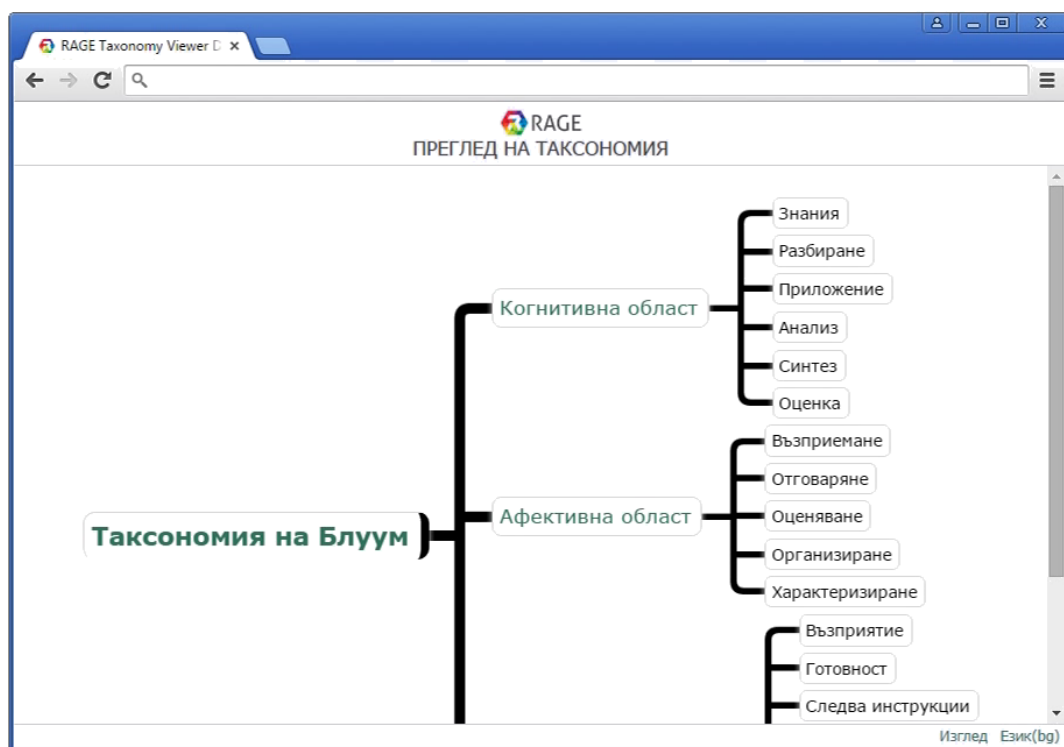 RAGE Taxonomy Viewer D
RAGE
ПРЕГЛЕД НА ТАКСОНОМИЯ
Знания
Разбиране
Приложение
Когнитивна област
Анализ
Синтез
Оценка
Възприемане
Отговаряне
Афективна област
Оценяване
Таксономия на Блуум
Организиране
Характеризиране
Възприятие
Готовност
Следва инструкции
Изглед Език(bg)